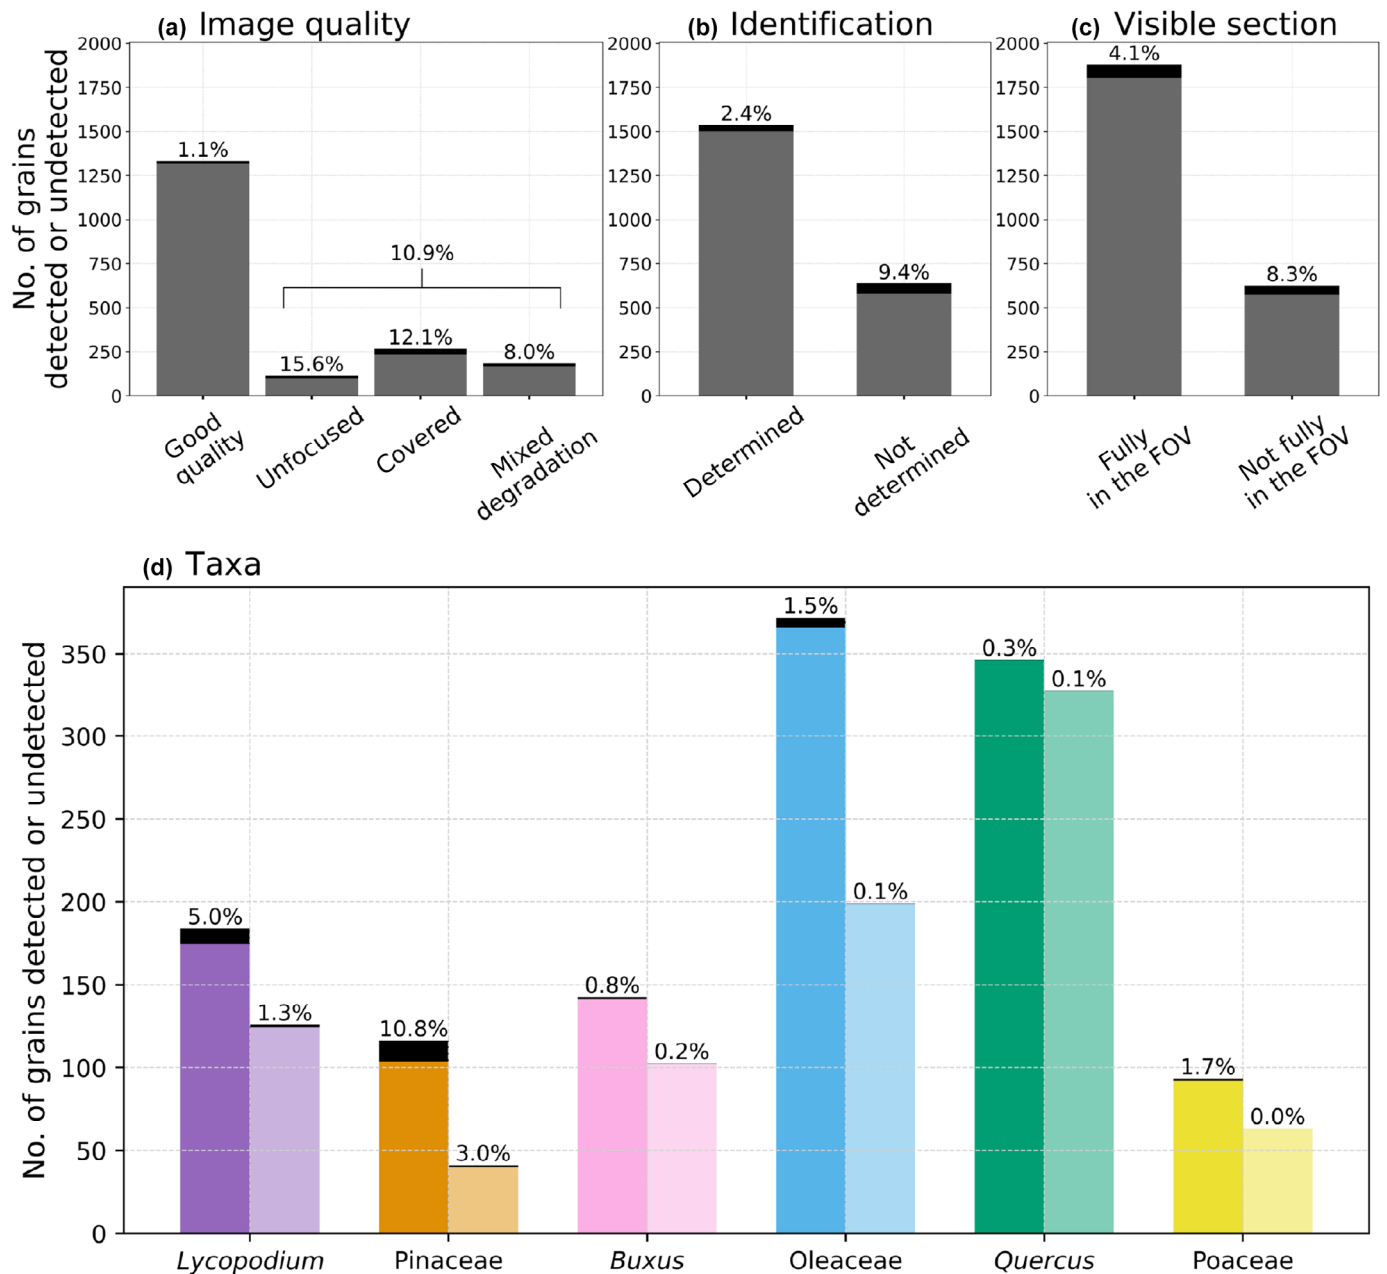 (a) Image quality
No. of grains
detected or undetected
2000
1750
1500
1250
1000
750
500
250
0
1.1%
10.9%
15.6%
12.1%
8.0%
Good
quality
Unfocused
Covered
Mixed
degradation
(b) Identification
2000
1750
1500
1250
1000
750
500
250
0
2.4%
9.4%
Determined
Not
determined
(c) Visible section
2000
1750
1500
1250
1000
750
500
250
0
4.1%
8.3%
Fully
in the FOV
Not fully
in the FOV
(d) Taxa
No. of grains detected or undetected
350
300
250
200
150
100
50
0
5.0%
1.3%
10.8%
3.0%
0.8%
0.2%
1.5%
0.1%
0.3%
0.1%
1.7%
0.0%
Lycopodium
Pinaceae
Buxus
Oleaceae
Quercus
Poaceae